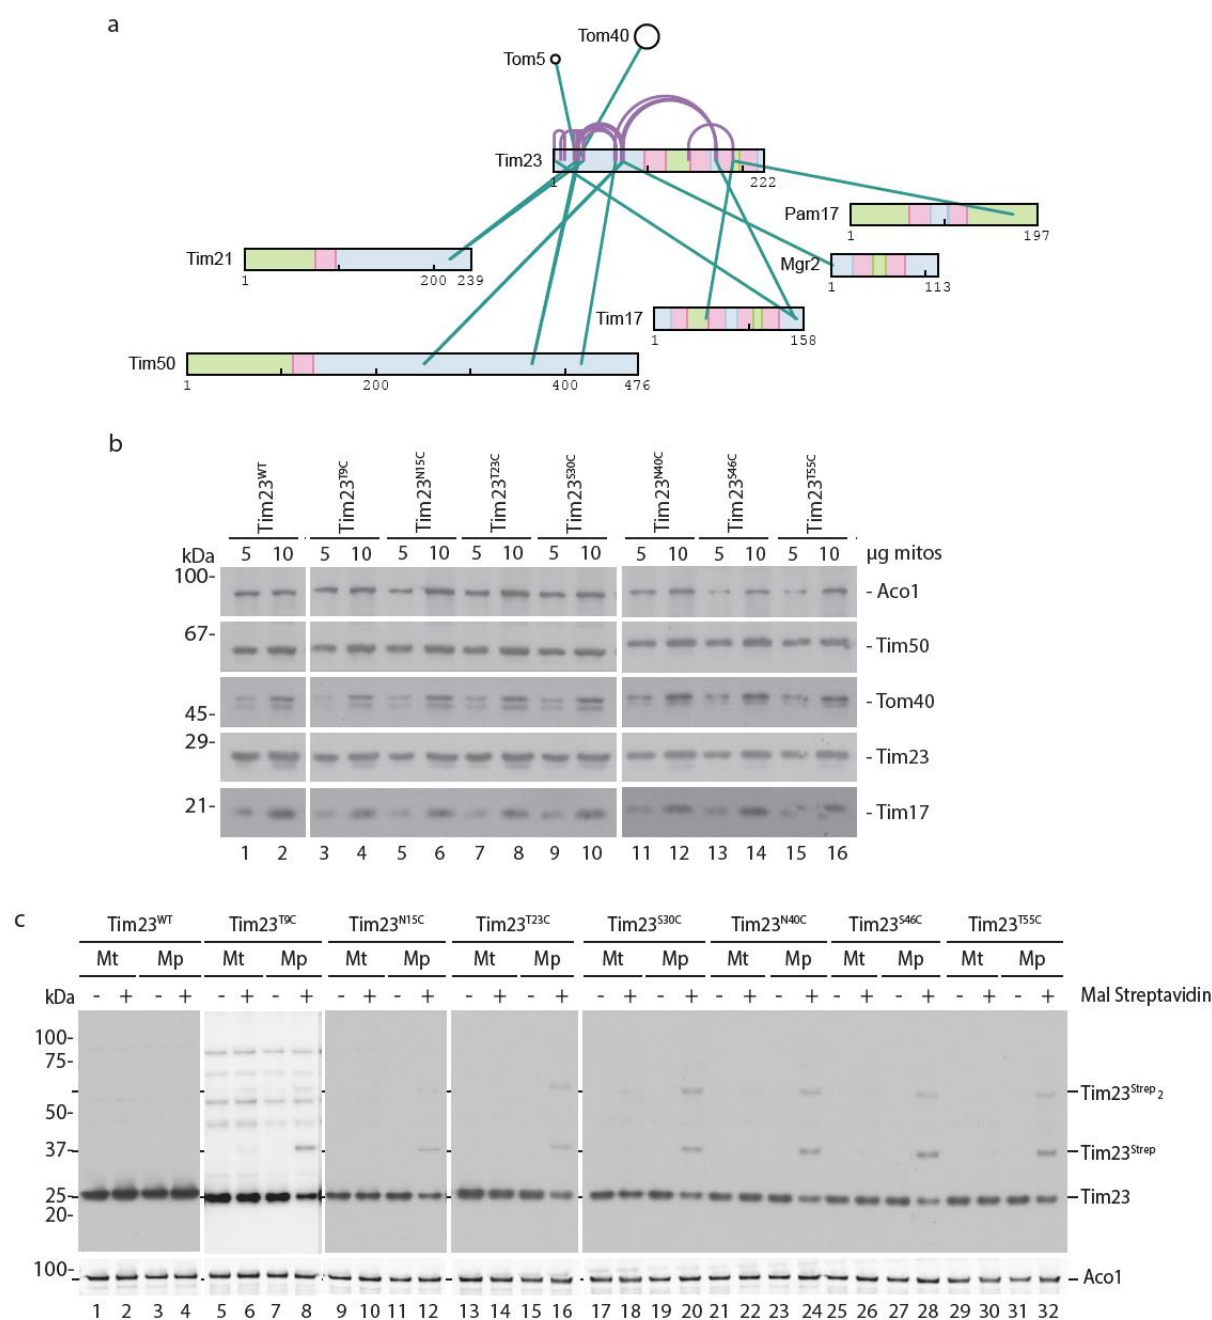 a
Tom40
Tom5
Tim23
1 222
Pam17
1 197
Tim21
1 200 239
Mgr2
1 113
Tim17
1 158
Tim50
1 200 400 476
b
Tim23WT Tim23T9C Tim23N15C Tim23T23C Tim23S30C Tim23N40C Tim23S46C Tim23T55C
kDa 5 10 5 10 5 10 5 10 5 10 5 10 5 10 5 10 µg mitos
100- - Aco1
67- - Tim50
45- - Tom40
29- - Tim23
21- - Tim17
1 2 3 4 5 6 7 8 9 10 11 12 13 14 15 16
c
Tim23WT Tim23T9C Tim23N15C Tim23T23C Tim23S30C Tim23N40C Tim23S46C Tim23T55C
Mt Mp Mt Mp Mt Mp Mt Mp Mt Mp Mt Mp Mt Mp Mt Mp
kDa - + - + - + - + - + - + - + - + - + - + - + - + - + - + - + - + Mal Streptavidin
100-
75-
Tim23Strep2
50-
37- Tim23Strep
25- Tim23
20-
100- - Aco1
1 2 3 4 5 6 7 8 9 10 11 12 13 14 15 16 17 18 19 20 21 22 23 24 25 26 27 28 29 30 31 32